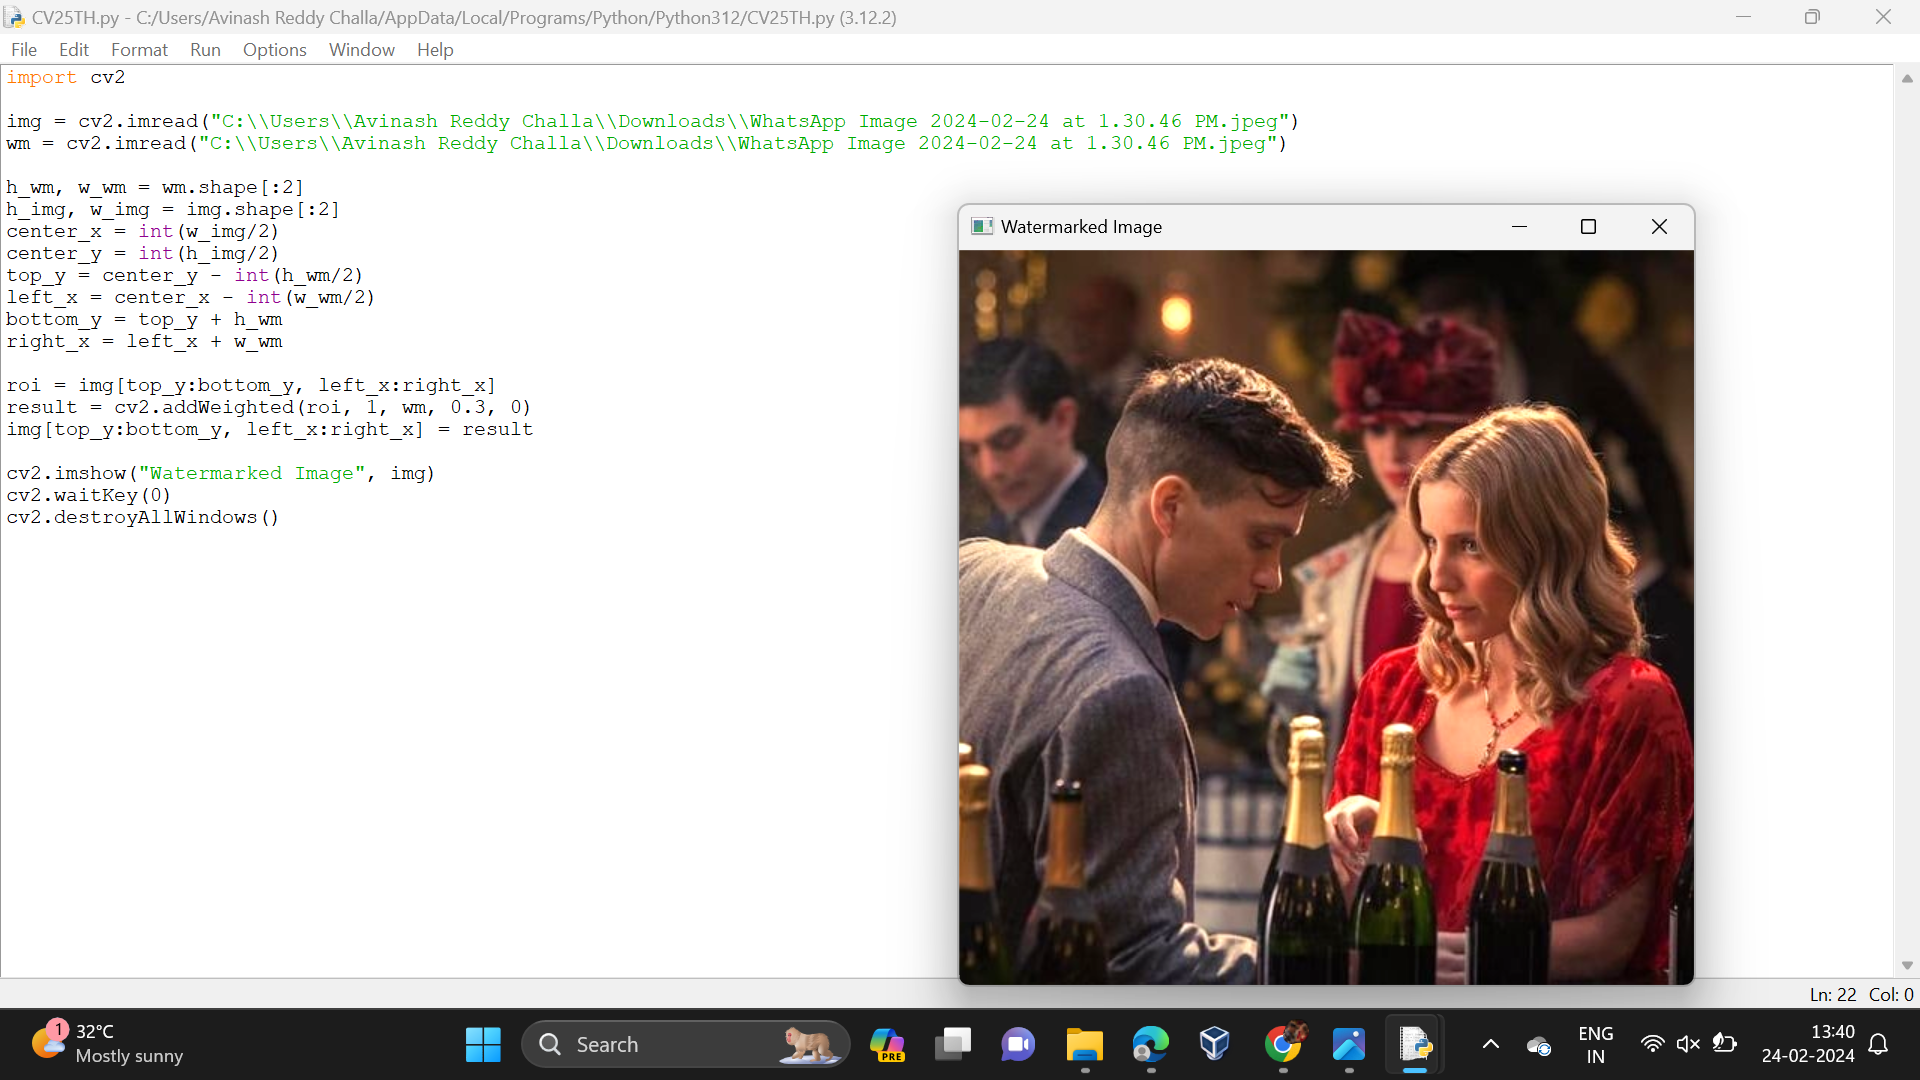 CV25TH.py - C:/Users/Avinash Reddy Challa/AppData/Local/Programs/Python/Python312/CV25TH.py (3.12.2)
File Edit Format Run Options Window Help
import cv2
img = cv2.imread("C:\\Users\\Avinash Reddy Challa\\Downloads\\WhatsApp Image 2024-02-24 at 1.30.46 PM.jpeg")
wm = cv2.imread("C:\\Users\\Avinash Reddy Challa\\Downloads\\WhatsApp Image 2024-02-24 at 1.30.46 PM.jpeg")
h_wm, w_wm = wm.shape[:2]
h_img, w_img = img.shape[:2]
center_x = int(w_img/2)
center_y = int(h_img/2)
top_y = center_y - int(h_wm/2)
left_x = center_x - int(w_wm/2)
bottom_y = top_y + h_wm
right_x = left_x + w_wm
roi = img[top_y:bottom_y, left_x:right_x]
result = cv2.addWeighted(roi, 1, wm, 0.3, 0)
img[top_y:bottom_y, left_x:right_x] = result
cv2.imshow("Watermarked Image", img)
cv2.waitKey(0)
cv2.destroyAllWindows()
Watermarked Image
Ln: 22 Col: 0
1
32°C
Mostly sunny
Search
PRE
ENG
IN
13:40
24-02-2024